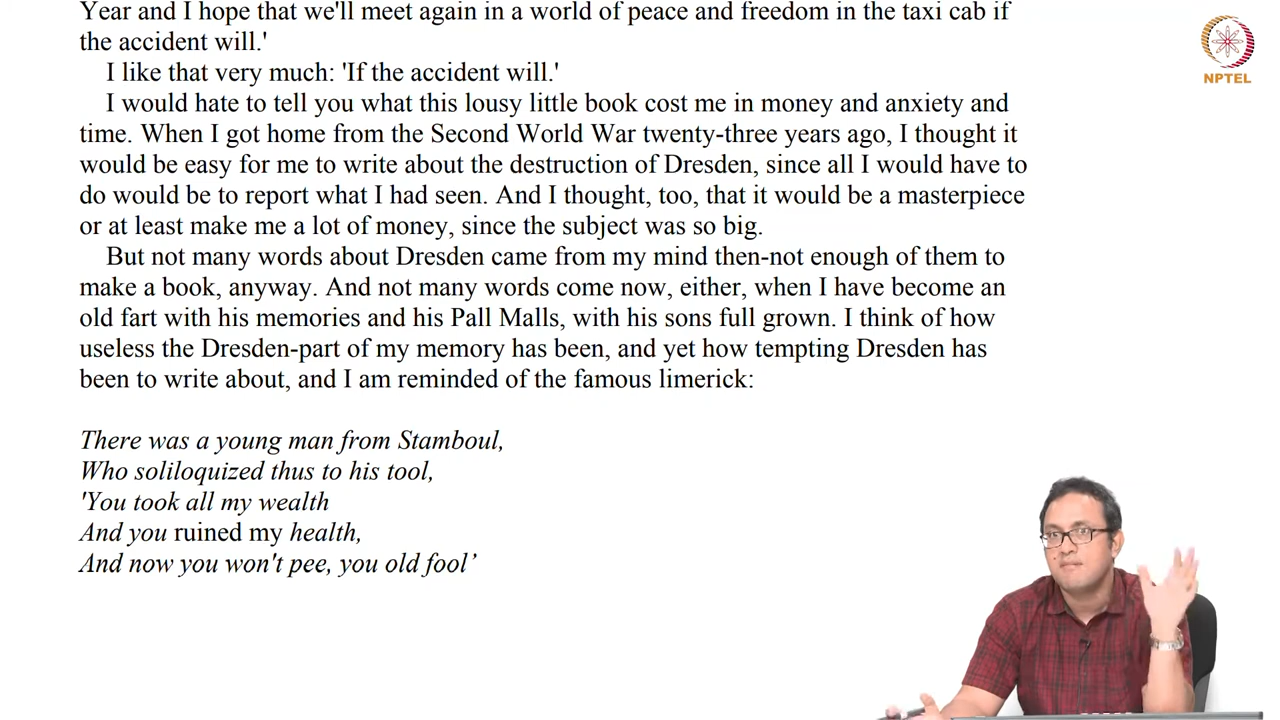 Year and I hope that we'll meet again in a world of peace and freedom in the taxi cab if
the accident will.'
I like that very much: 'If the accident will.'
I would hate to tell you what this lousy little book cost me in money and anxiety and
time. When I got home from the Second World War twenty-three years ago, I thought it
would be easy for me to write about the destruction of Dresden, since all I would have to
do would be to report what I had seen. And I thought, too, that it would be a masterpiece
or at least make me a lot of money, since the subject was so big.
But not many words about Dresden came from my mind then-not enough of them to
make a book, anyway. And not many words come now, either, when I have become an
old fart with his memories and his Pall Malls, with his sons full grown. I think of how
useless the Dresden-part of my memory has been, and yet how tempting Dresden has
been to write about, and I am reminded of the famous limerick:
There was a young man from Stamboul,
Who soliloquized thus to his tool,
'You took all my wealth
And you ruined my health,
And now you won't pee, you old fool’
NPTEL